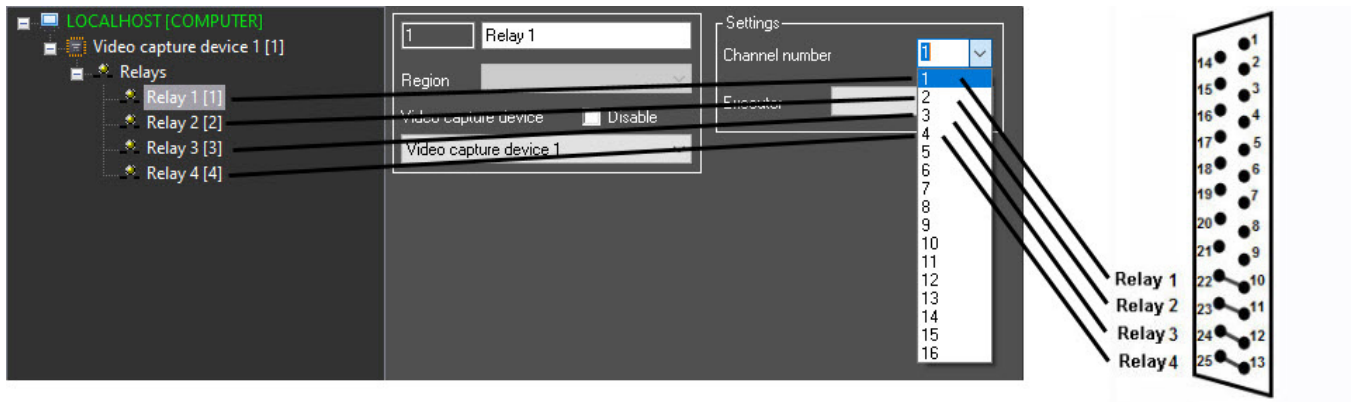 LOCALHOST [COMPUTER]
Video capture device 1 [1]
Relays
Relay 1 [1]
Relay 2 [2]
Relay 3 [3]
Relay 4 [4]
1
Relay 1
Region
Video capture device
Disable
Video capture device 1
Settings
Channel number
1
Executor
1
2
3
4
5
6
7
8
9
10
11
12
13
14
15
16
Relay 1
Relay 2
Relay 3
Relay 4
1
14
2
15
3
16
4
17
5
18
6
19
7
20
8
21
9
22
10
23
11
24
12
25
13